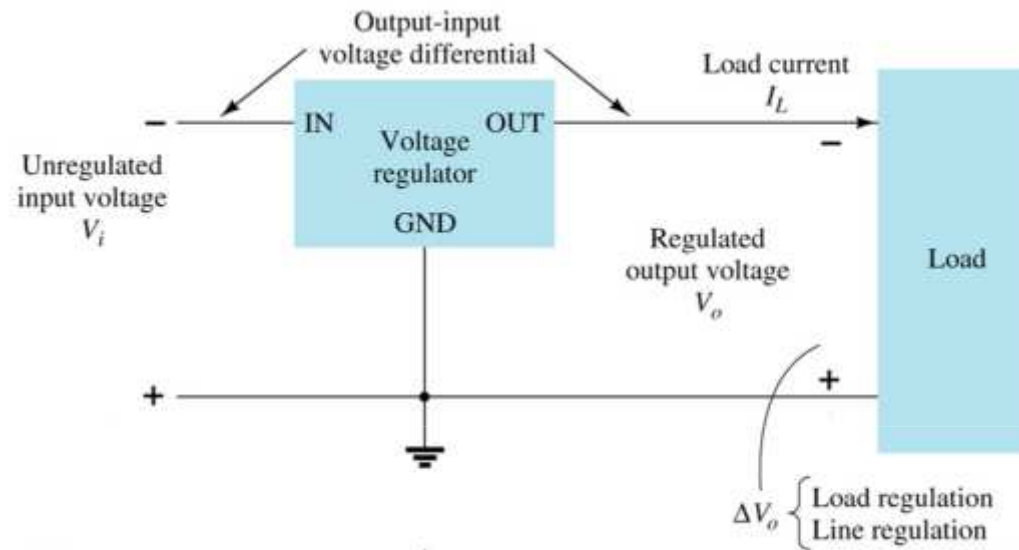 Output-input
voltage differential
Load current
I_L
−
IN
OUT
Voltage
regulator
GND
−
Unregulated
input voltage
V_i
Regulated
output voltage
V_o
Load
+
+
ΔV_o { Load regulation
Line regulation